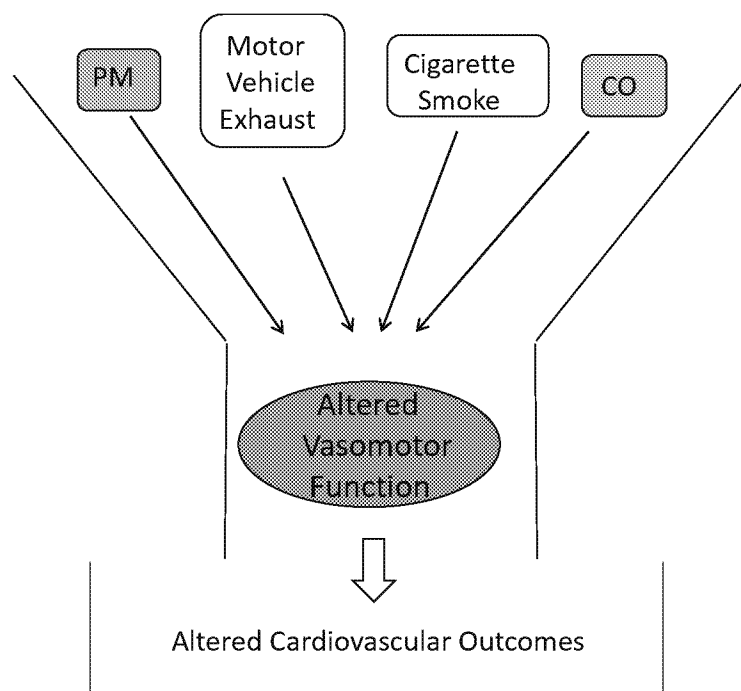 PM
Motor
Vehicle
Exhaust
Cigarette
Smoke
CO
Altered
Vasomotor
Function
Altered Cardiovascular Outcomes